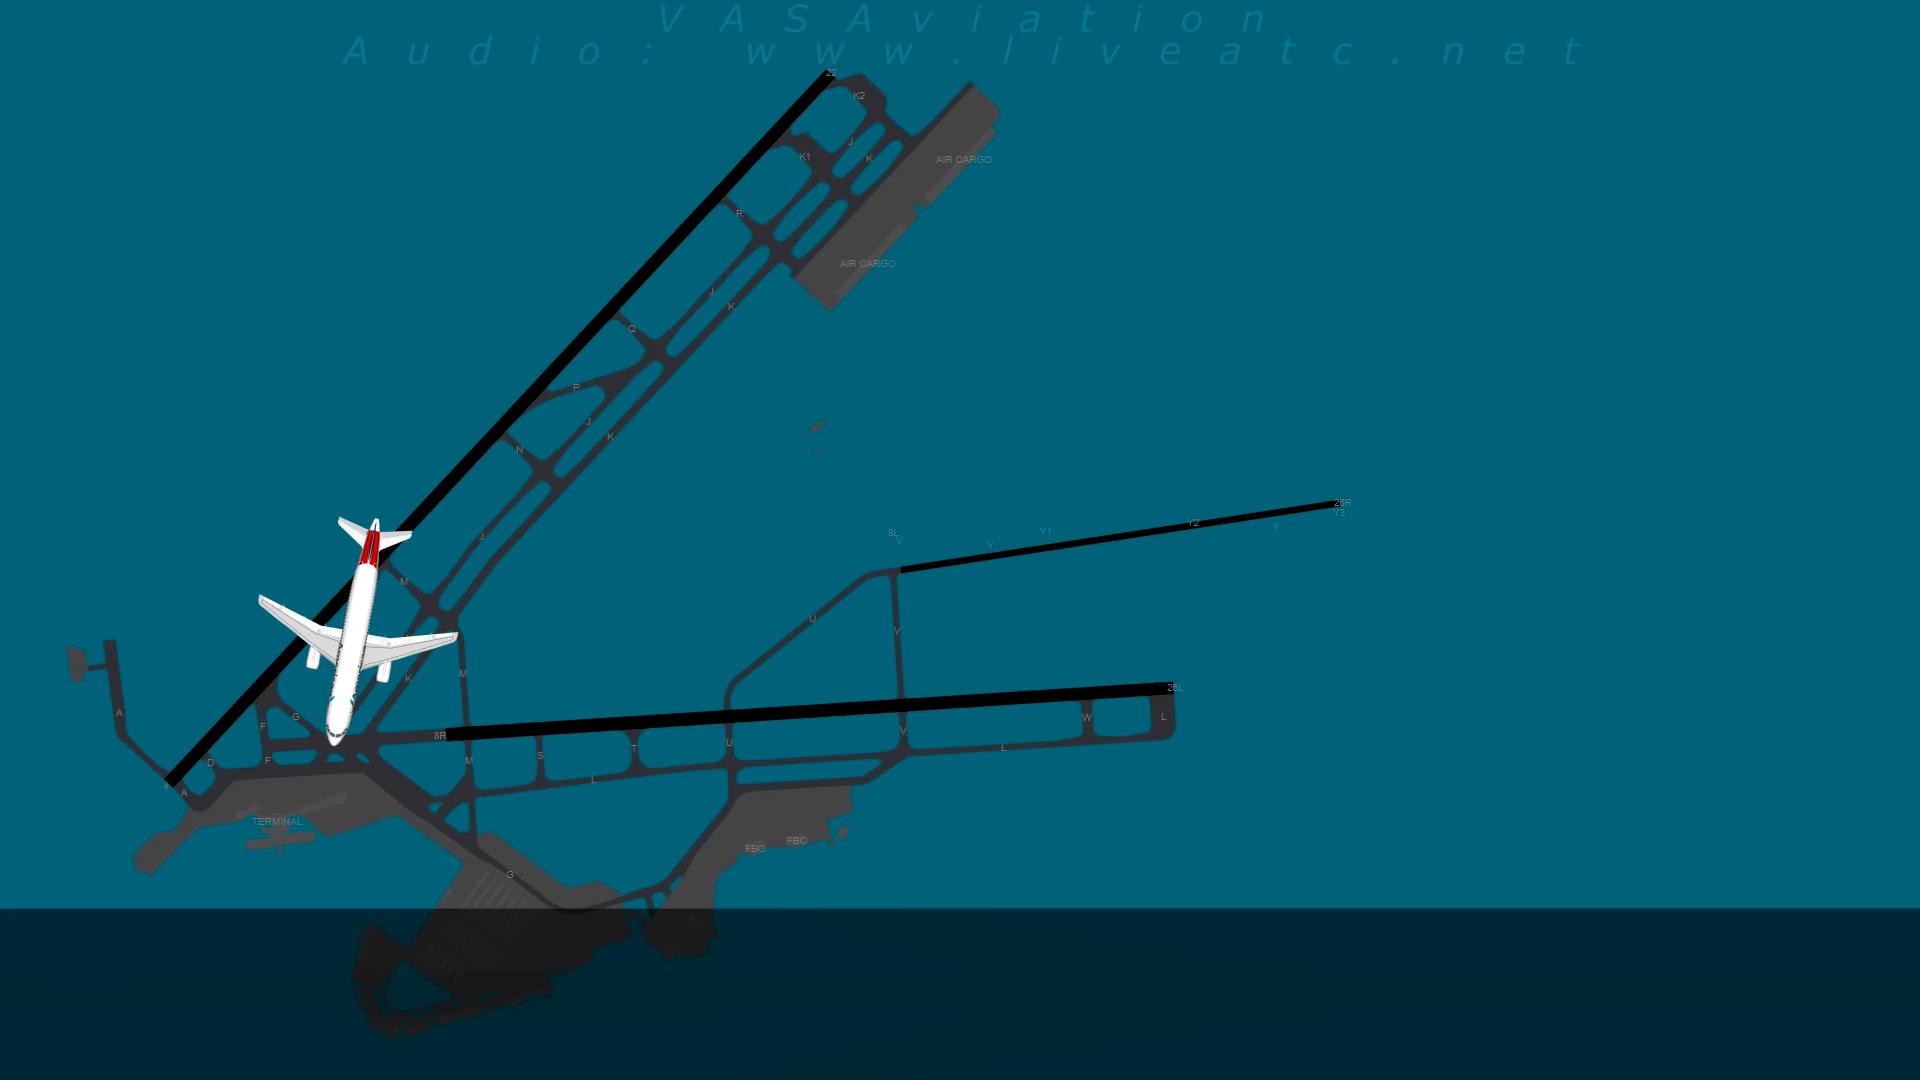 VASAviation
Audio: www.liveatc.net
22
K2
K1
J
K
AIR CARGO
R
AIR CARGO
J
K
Q
P
J
K
N
J
M
26R
Y3
Y2
Y
Y1
Y
8L
V
U
V
M
K
26L
A
G
F
8R
W
L
D
F
M
S
T
U
V
L
L
4
A
TERMINAL
FBO
FBO
G